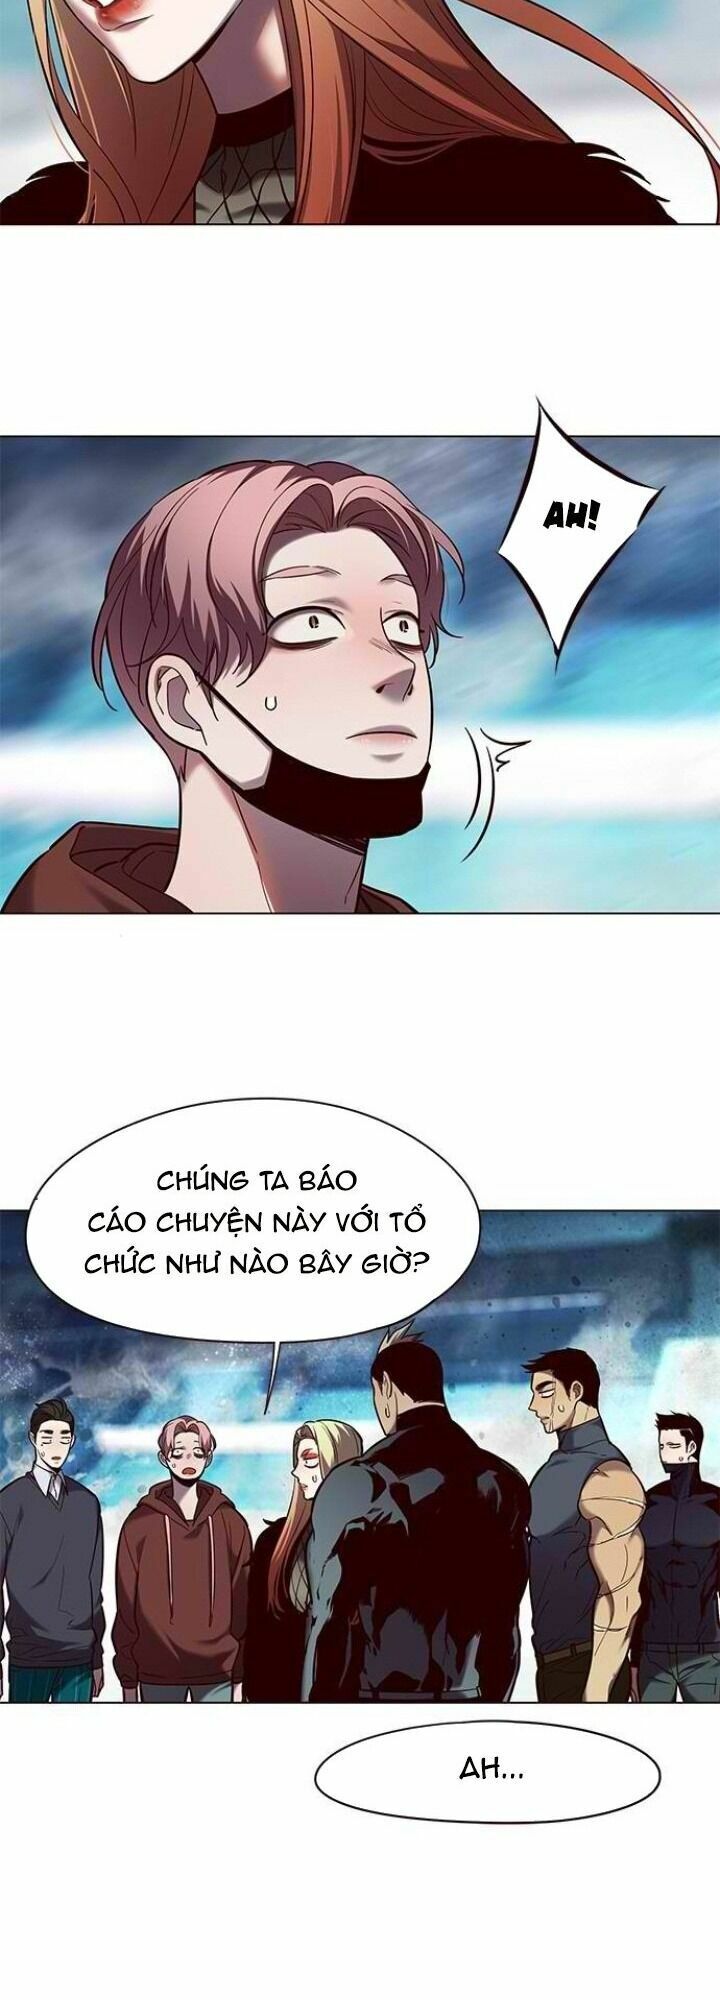 AH!
CHÚNG TA BÁO
CÁO CHUYỆN NÀY VỚI TỔ
CHỨC NHƯ NÀO BÂY GIỜ?
AH...